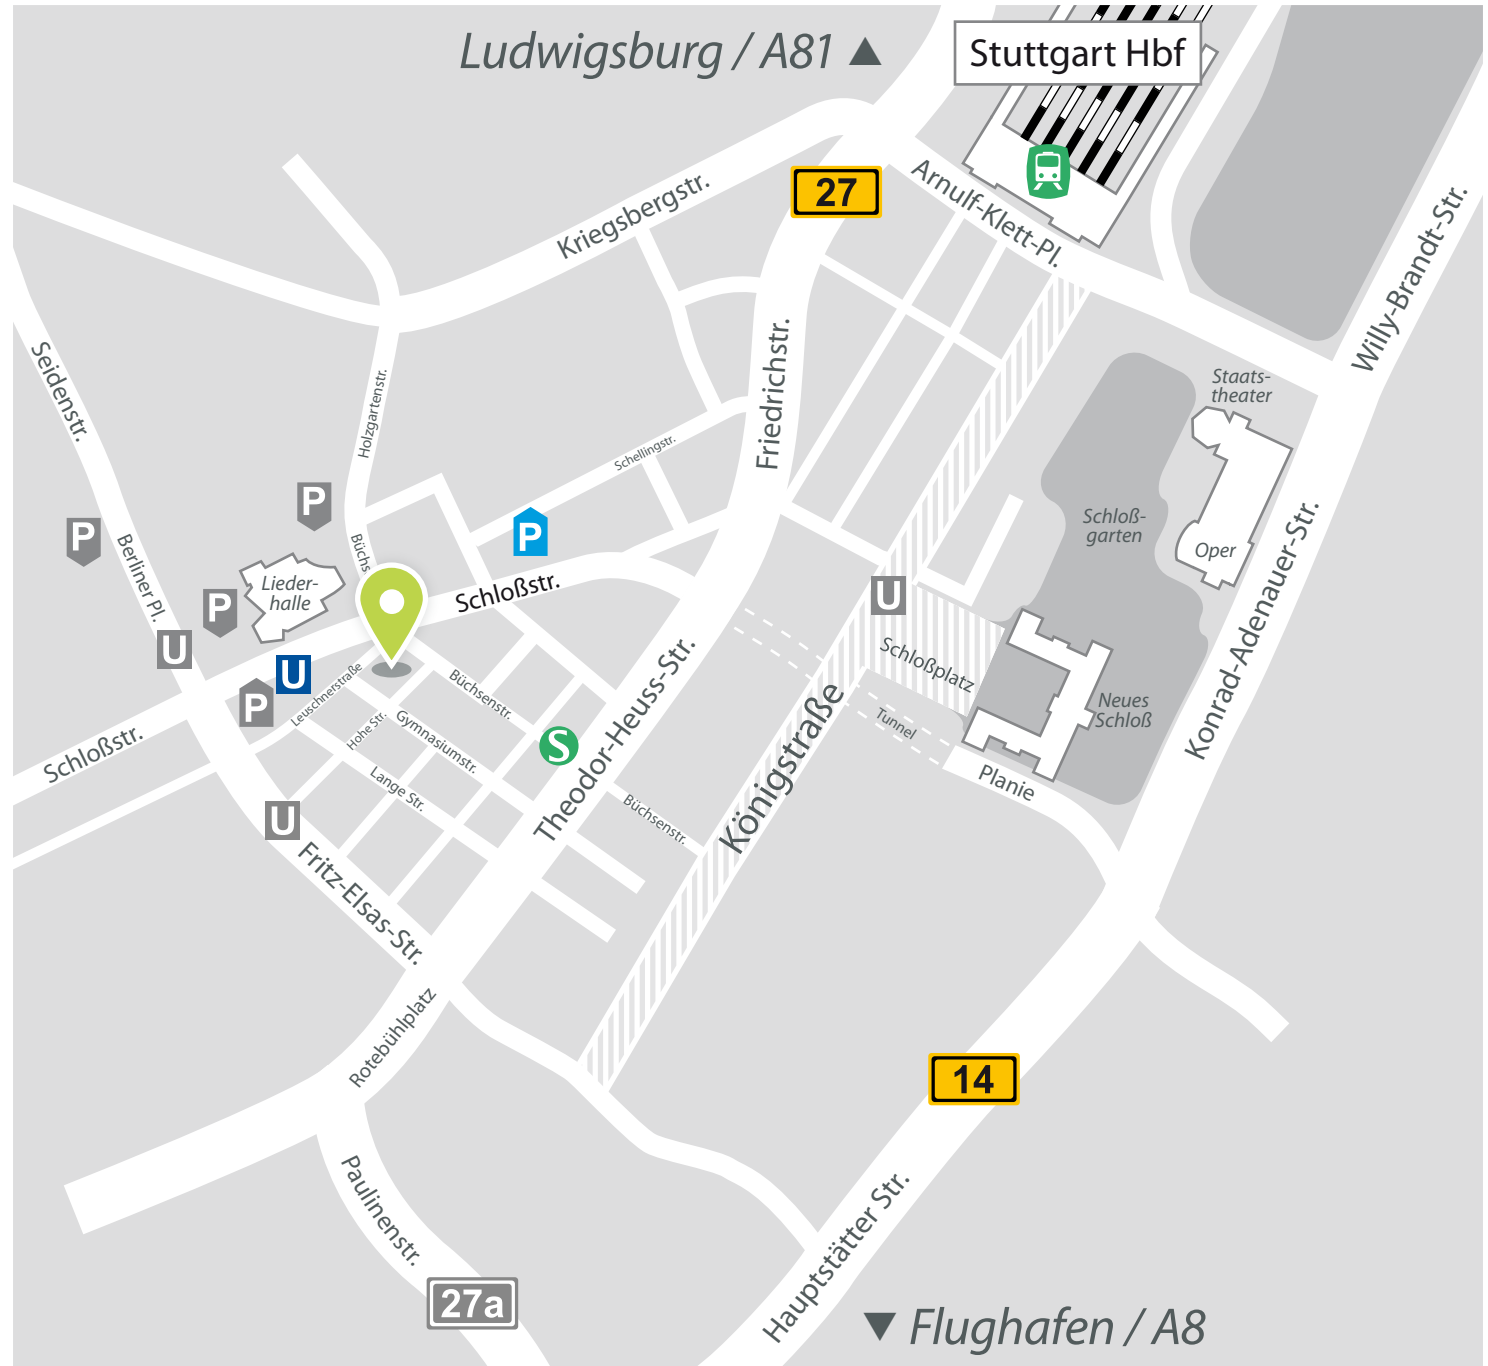 Ludwigsburg / A81
Stuttgart Hbf
27
Arnulf-Klett-Pl.
Kriegsbergstr.
Willy-Brandt-Str.
Seidenstr.
Holzgartenstr.
Friedrichstr.
Staats-
theater
Schellingstr.
P
P
P
P
P
Berliner Pl.
Büchs
Lieder-
halle
Schloßstr.
Schloß-
garten
Oper
U
U
U
U
Schloßplatz
Konrad-Adenauer-Str.
Leuschnerstraße
Büchsenstr.
Hohe Str.
Gymnasiumstr.
Lange Str.
S
Theodor-Heuss-Str.
Königstraße
Tunnel
Neues
Schloß
Planie
Schloßstr.
Büchsenstr.
Fritz-Elsas-Str.
Rotebühlplatz
14
Paulinenstr.
27a
Hauptstätter Str.
Flughafen / A8